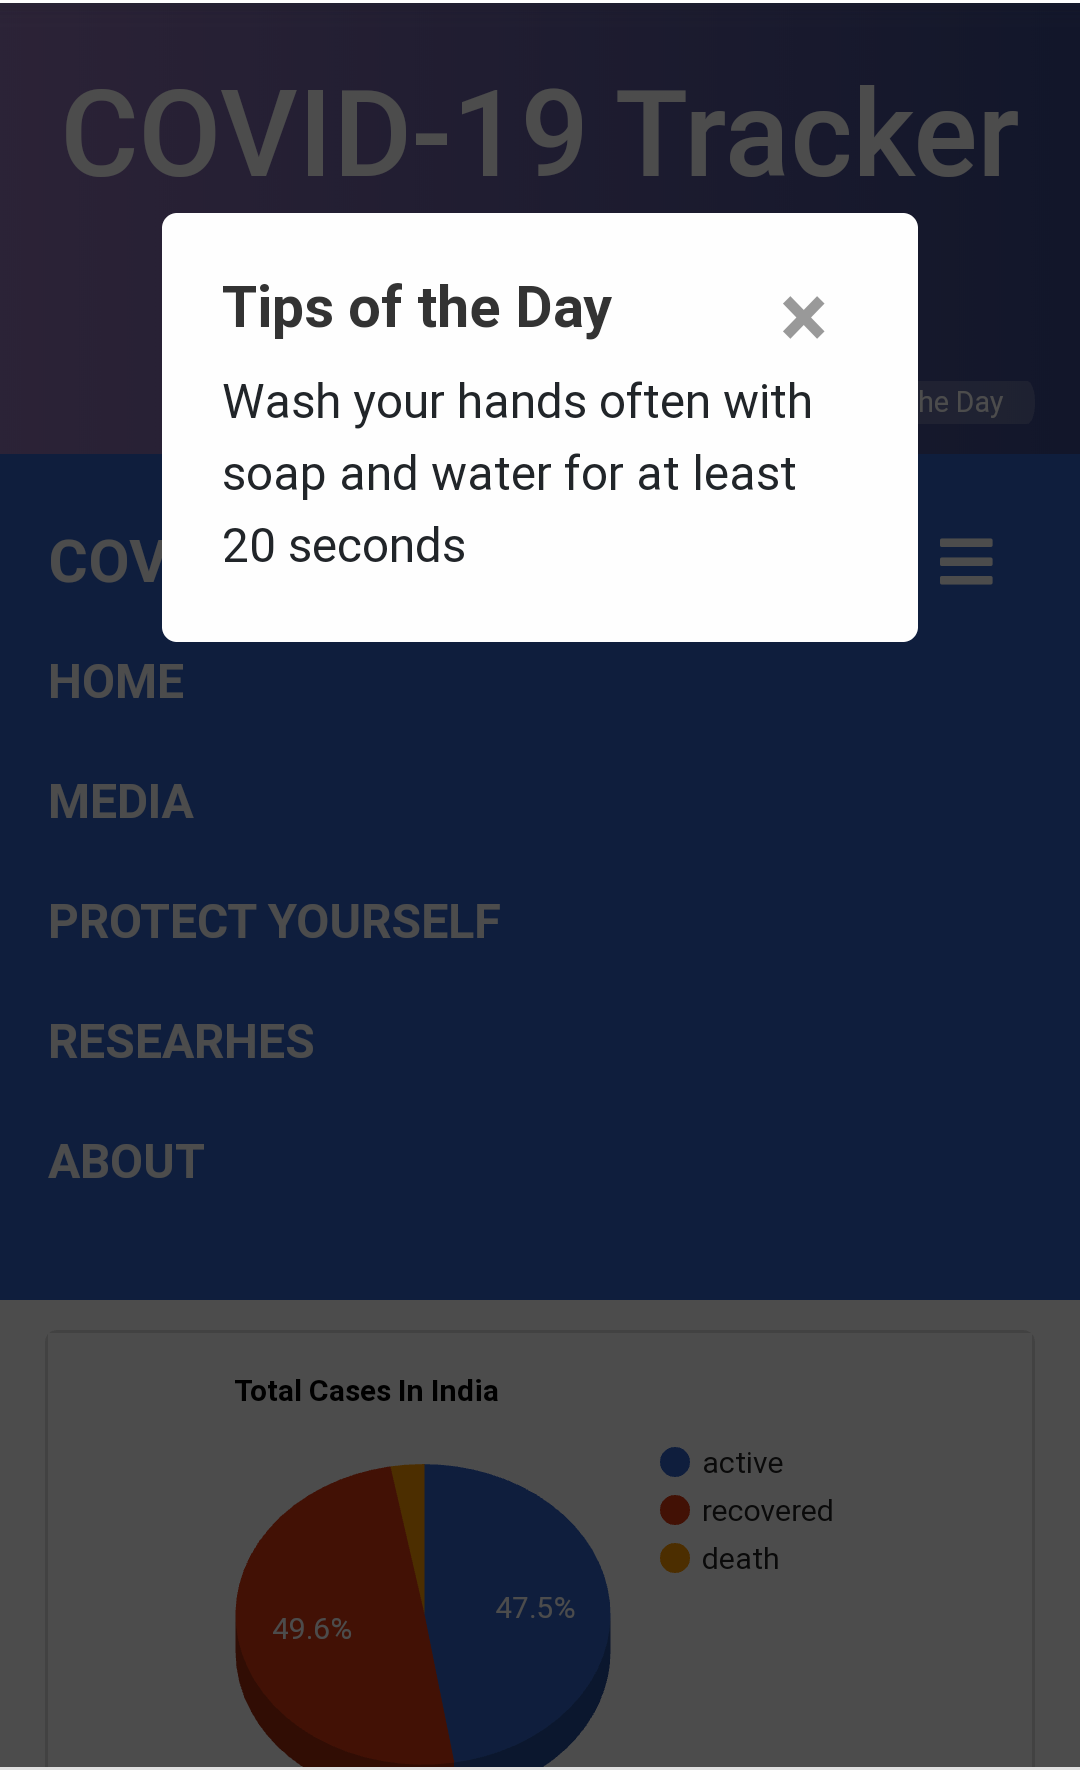 COVID-19 Tracker
Tips of the Day
×
Wash your hands often with
soap and water for at least
20 seconds
he Day
COV
HOME
MEDIA
PROTECT YOURSELF
RESEARHES
ABOUT
Total Cases In India
active
recovered
death
47.5%
49.6%